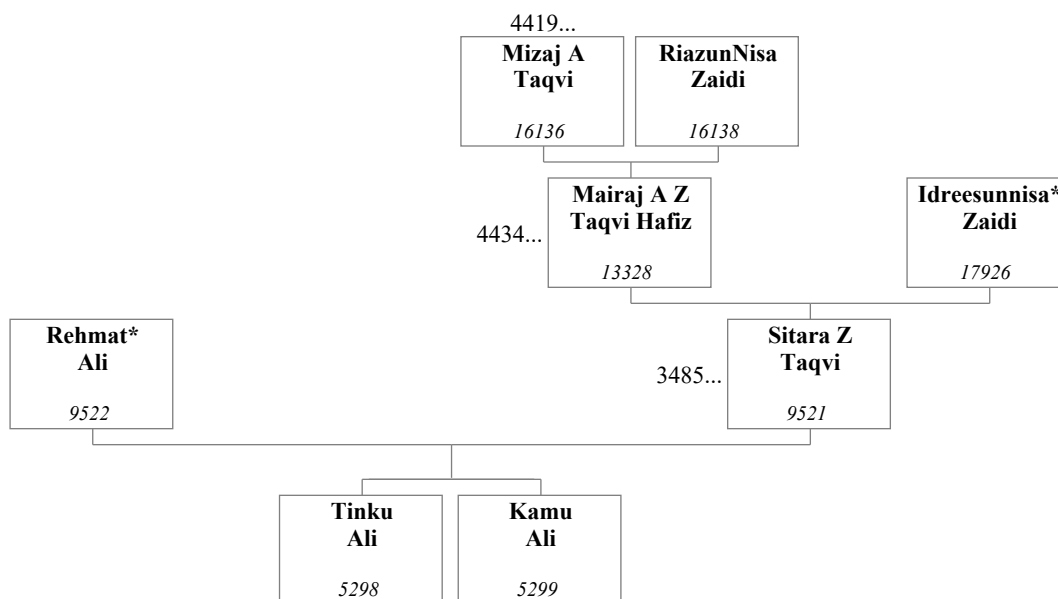 4419...
Mizaj A
Taqvi
16136
RiazunNisa
Zaidi
16138
4434...
Mairaj A Z
Taqvi Hafiz
13328
Idreesunnisa*
Zaidi
17926
Rehmat*
Ali
9522
3485...
Sitara Z
Taqvi
9521
Tinku
Ali
5298
Kamu
Ali
5299